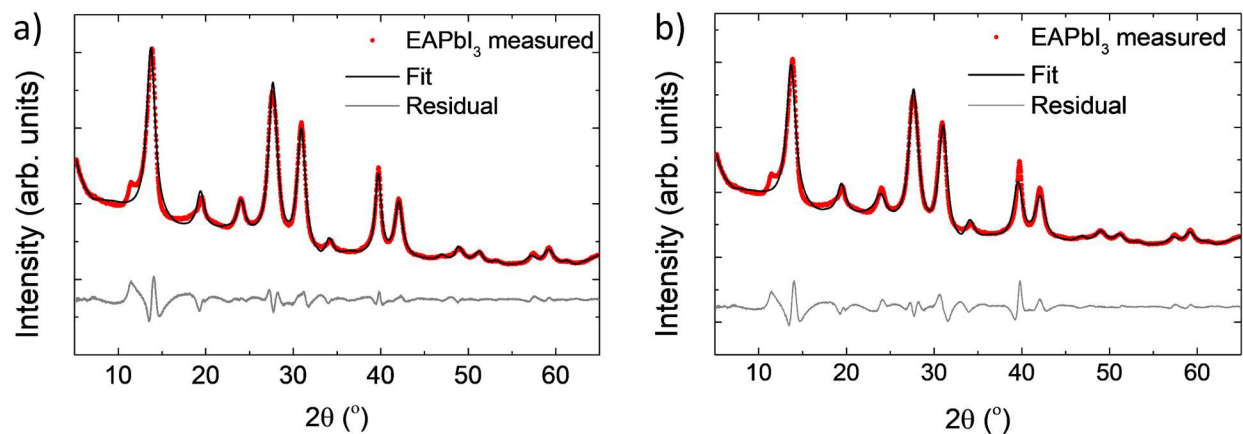 a)
EAPbI₃ measured
Fit
Residual
Intensity (arb. units)
10 20 30 40 50 60
2θ (°)
b)
EAPbI₃ measured
Fit
Residual
Intensity (arb. units)
10 20 30 40 50 60
2θ (°)